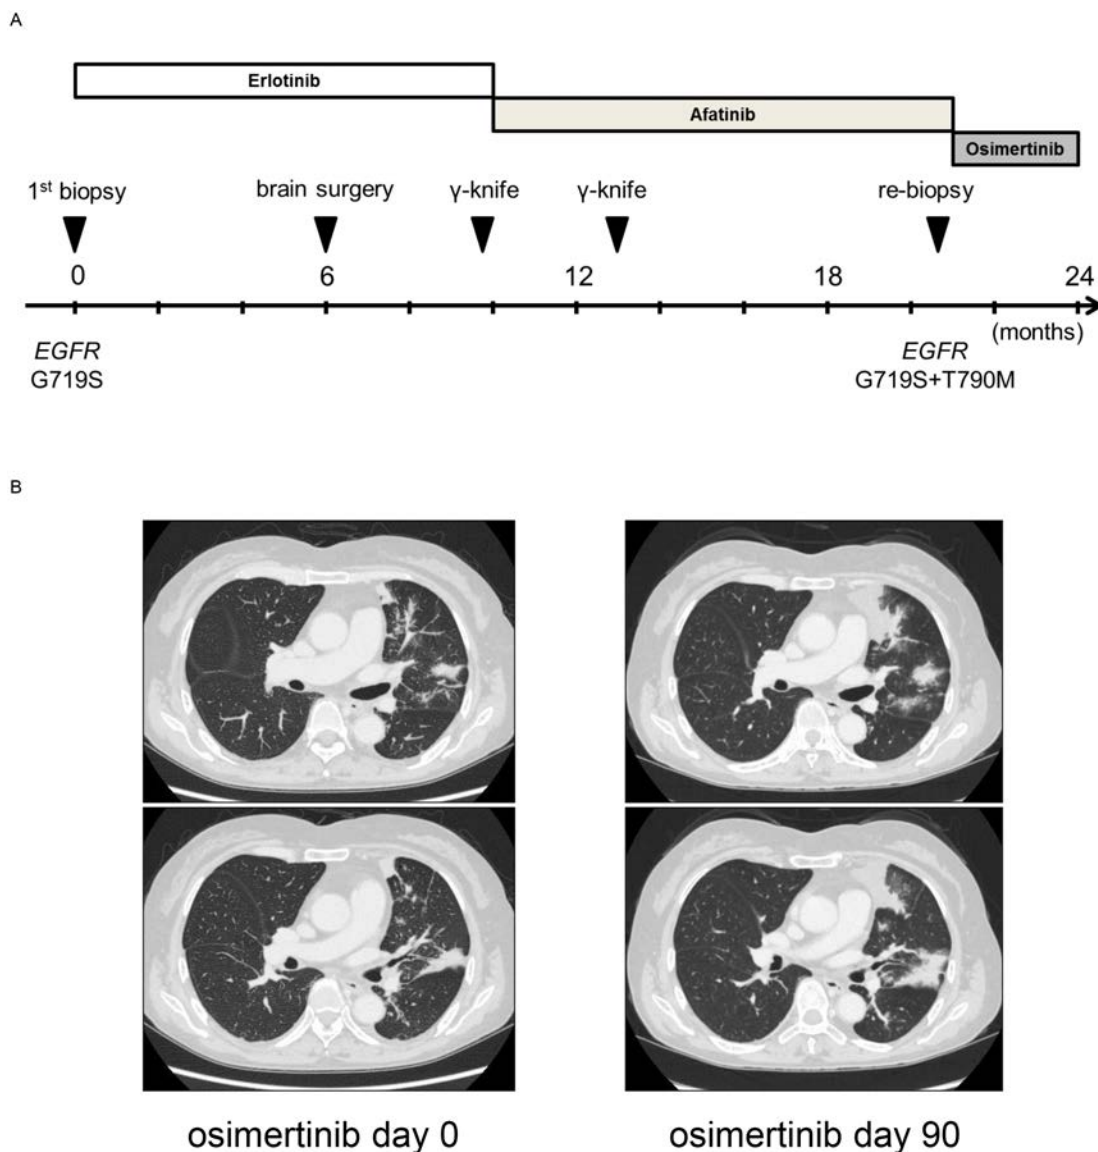 A
Erlotinib
Afatinib
Osimertinib
1st biopsy
brain surgery
γ-knife
γ-knife
re-biopsy
0
6
12
18
24
(months)
EGFR
G719S
EGFR
G719S+T790M
B
osimertinib day 0
osimertinib day 90